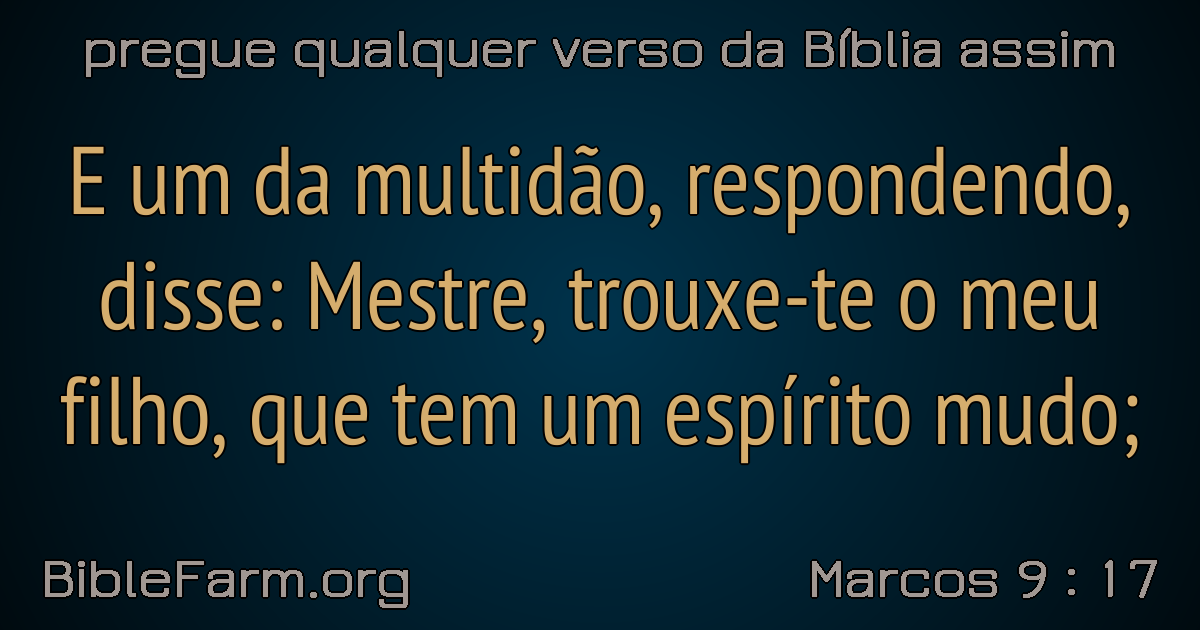 pregue qualquer verso da Bíblia assim
E um da multidão, respondendo,
disse: Mestre, trouxe-te o meu
filho, que tem um espírito mudo;
BibleFarm.org
Marcos 9 : 17